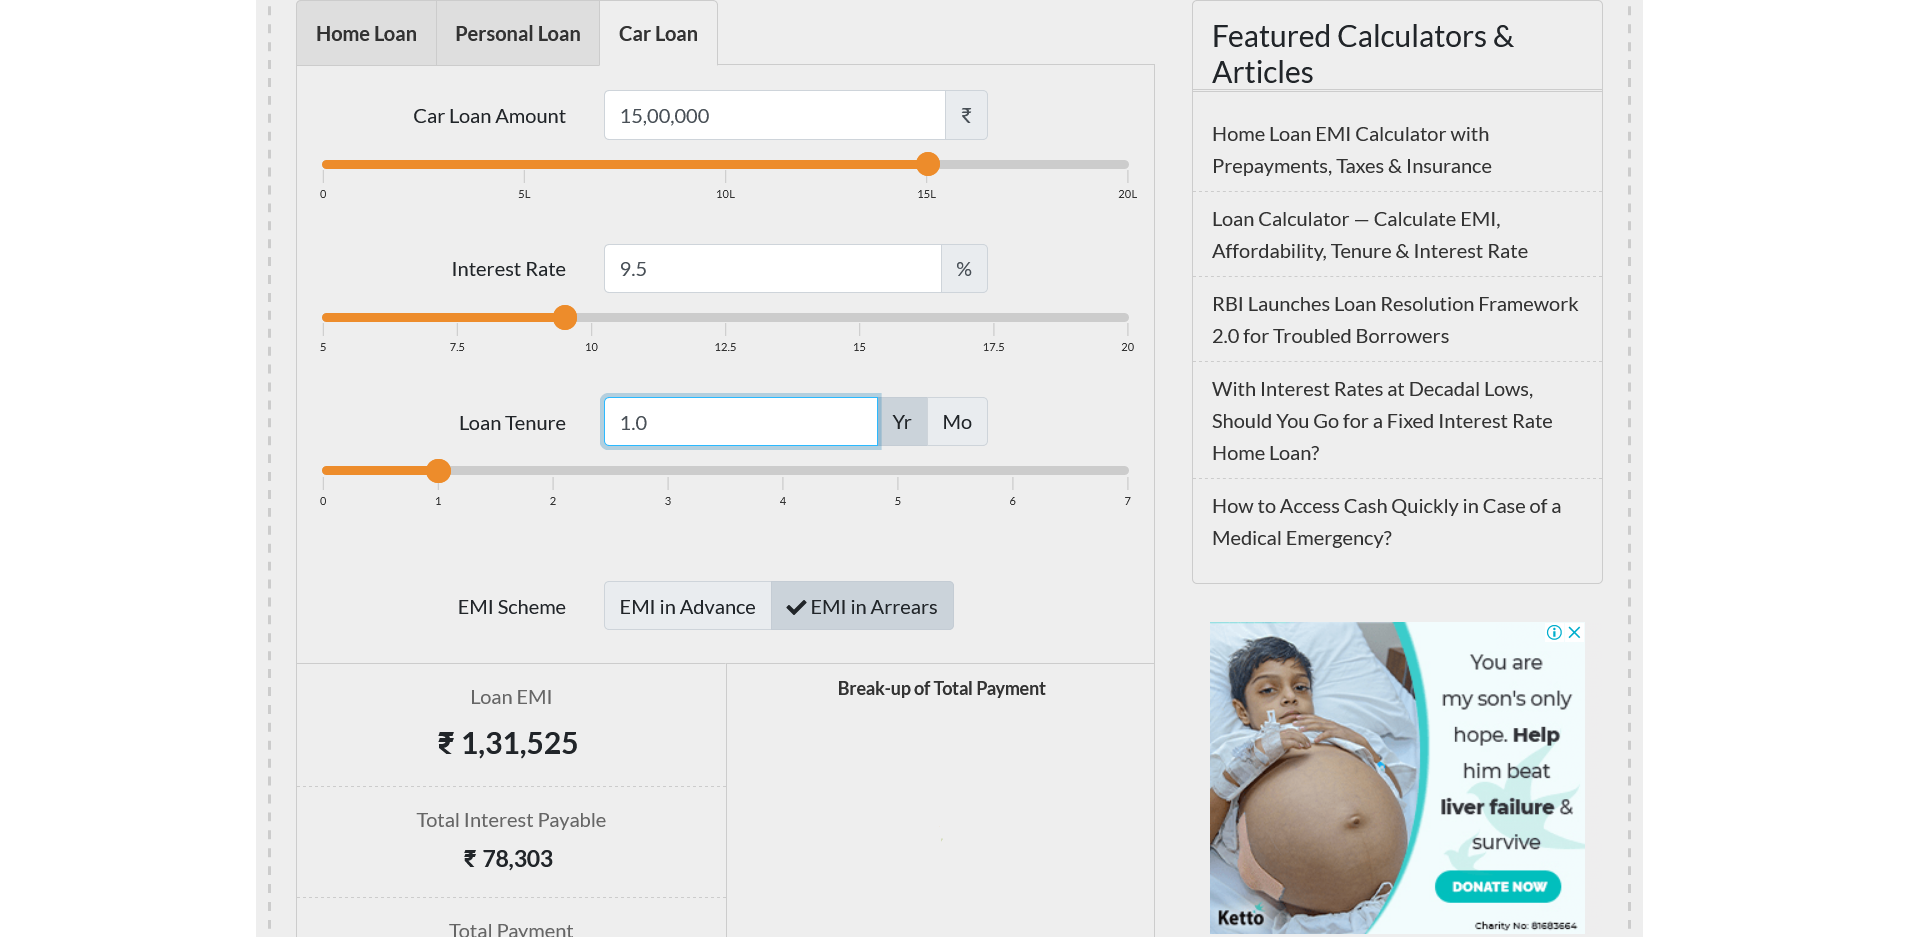 Home Loan
Personal Loan
Car Loan
Car Loan Amount
15,00,000
₹
0
5L
10L
15L
20L
Interest Rate
9.5
%
5
7.5
10
12.5
15
17.5
20
Loan Tenure
1.0
Yr
Mo
0
1
2
3
4
5
6
7
EMI Scheme
EMI in Advance
EMI in Arrears
Loan EMI
₹ 1,31,525
Total Interest Payable
₹ 78,303
Total Payment
Break-up of Total Payment
Featured Calculators &
Articles
Home Loan EMI Calculator with
Prepayments, Taxes & Insurance
Loan Calculator — Calculate EMI,
Affordability, Tenure & Interest Rate
RBI Launches Loan Resolution Framework
2.0 for Troubled Borrowers
With Interest Rates at Decadal Lows,
Should You Go for a Fixed Interest Rate
Home Loan?
How to Access Cash Quickly in Case of a
Medical Emergency?
You are
my son's only
hope. Help
him beat
liver failure &
survive
DONATE NOW
Ketto
Charity No: 81683664